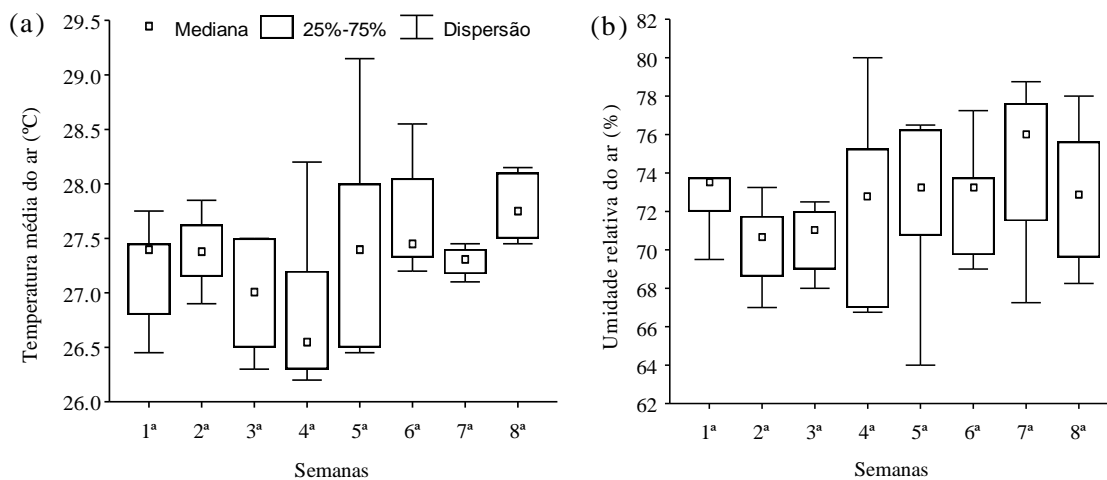 (a)
Mediana 25%-75% Dispersão
Temperatura média do ar (ºC)
29.5
29.0
28.5
28.0
27.5
27.0
26.5
26.0
1ª 2ª 3ª 4ª 5ª 6ª 7ª 8ª
Semanas
(b)
Umidade relativa do ar (%)
82
80
78
76
74
72
70
68
66
64
62
1ª 2ª 3ª 4ª 5ª 6ª 7ª 8ª
Semanas